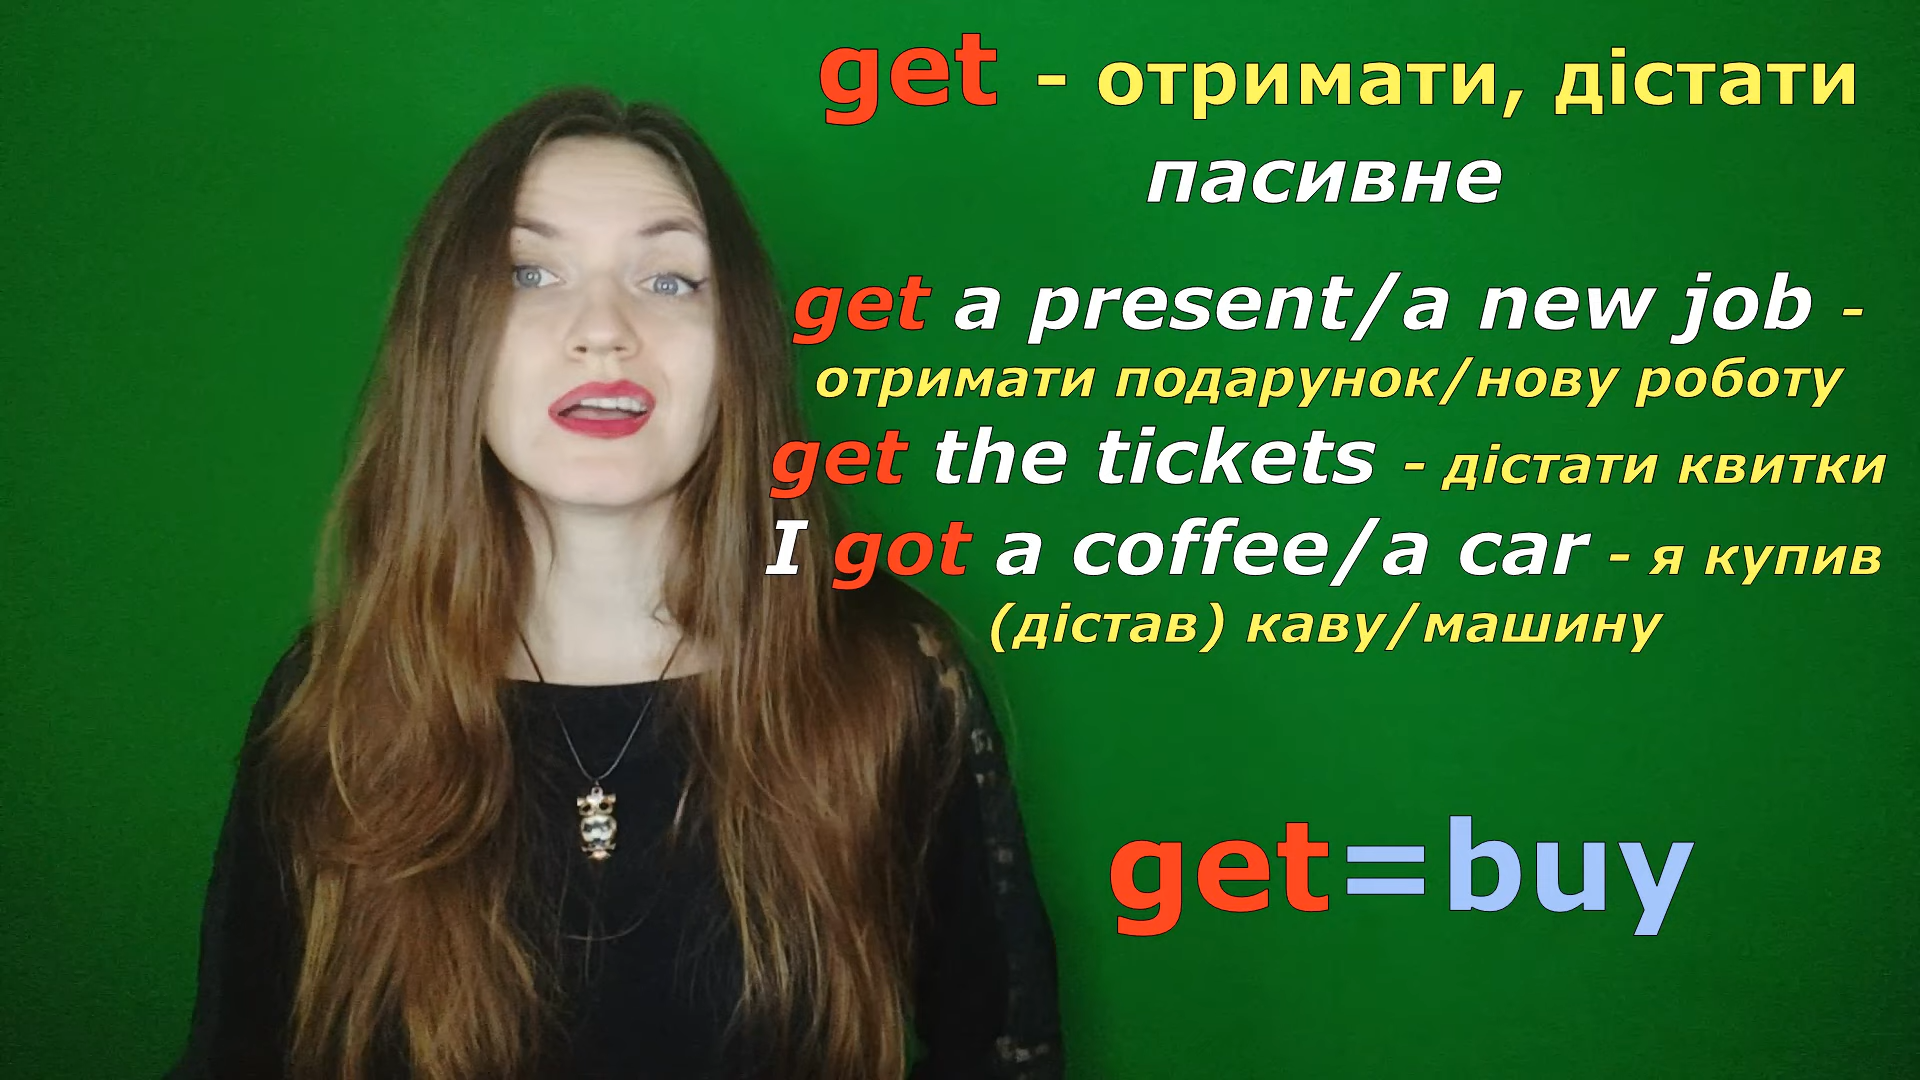 get - отримати, дістати
пасивне
get a present/a new job -
отримати подарунок/нову роботу
get the tickets - дістати квитки
I got a coffee/a car - я купив
(дістав) каву/машину
get=buy